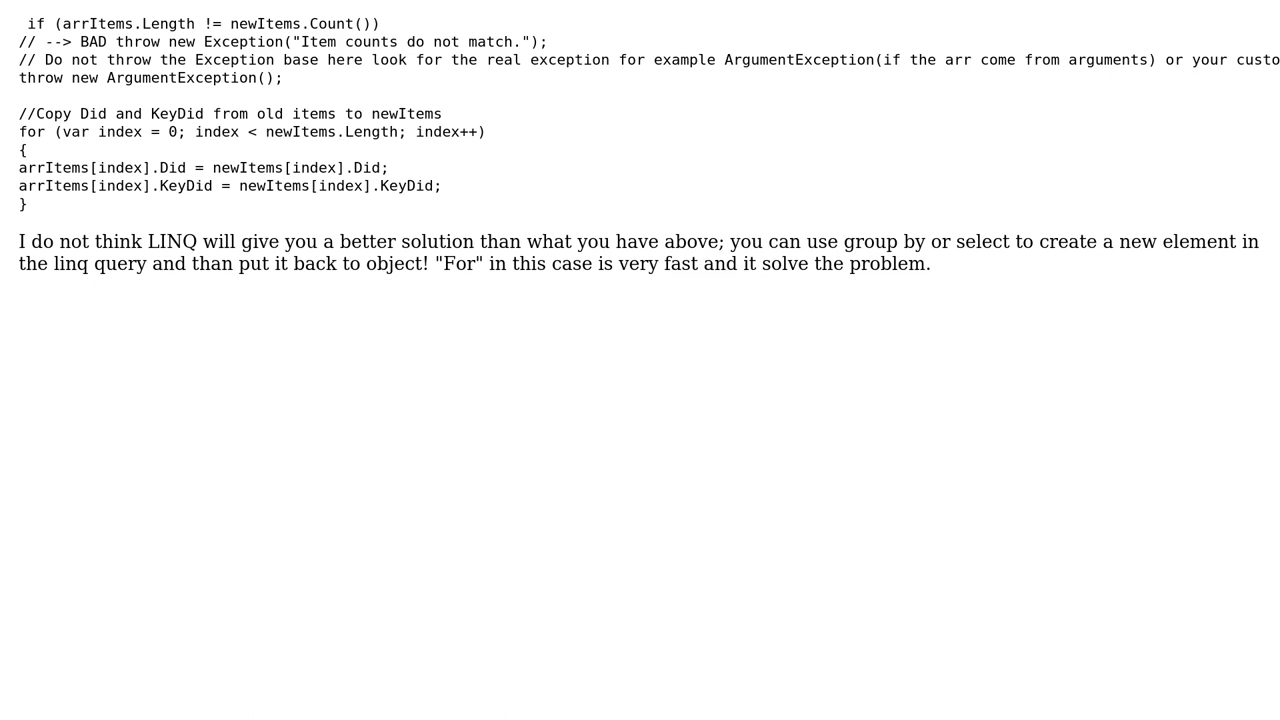 if (arrItems.Length != newItems.Count())
// --> BAD throw new Exception("Item counts do not match.");
// Do not throw the Exception base here look for the real exception for example ArgumentException(if the arr come from arguments) or your custo
throw new ArgumentException();
//Copy Did and KeyDid from old items to newItems
for (var index = 0; index < newItems.Length; index++)
{
arrItems[index].Did = newItems[index].Did;
arrItems[index].KeyDid = newItems[index].KeyDid;
}
I do not think LINQ will give you a better solution than what you have above; you can use group by or select to create a new element in
the linq query and than put it back to object! "For" in this case is very fast and it solve the problem.